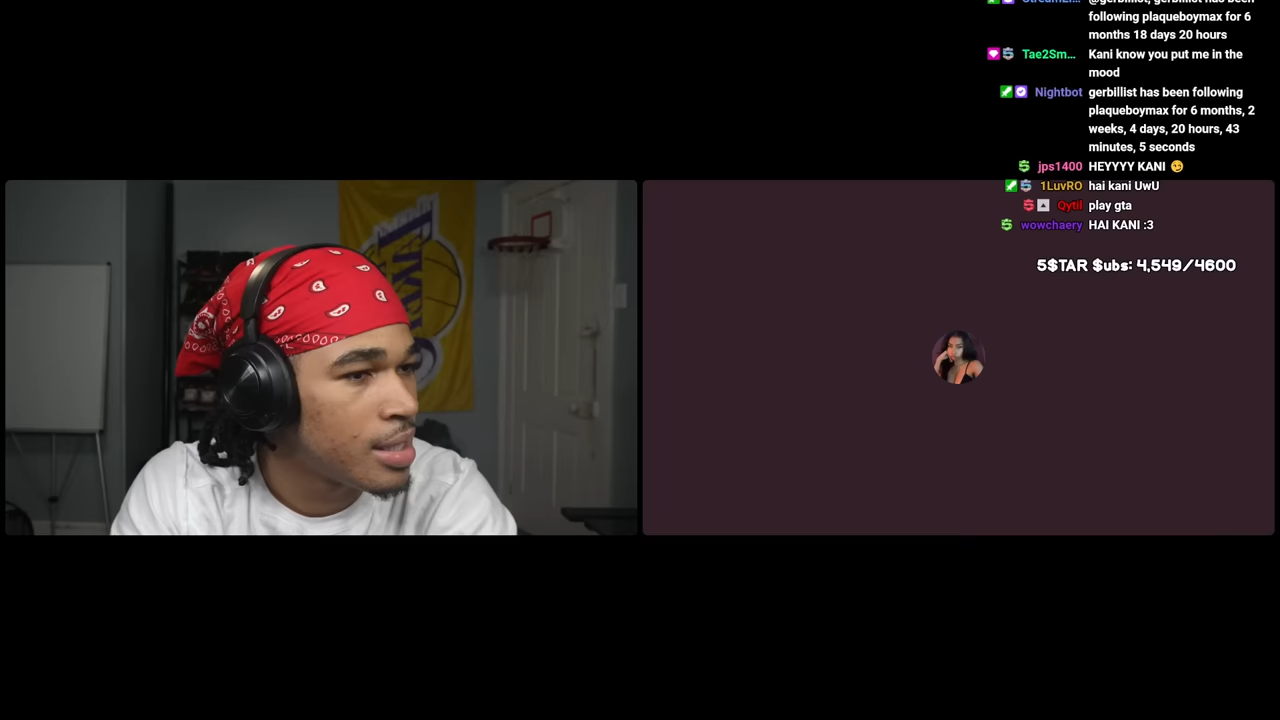 @gerbillist, gerbillist has been
following plaqueboymax for 6
months 18 days 20 hours
Tae2Sm... Kani know you put me in the
mood
Nightbot gerbillist has been following
plaqueboymax for 6 months, 2
weeks, 4 days, 20 hours, 43
minutes, 5 seconds
jps1400 HEYYYY KANI 😏
1LuvRO hai kani UwU
Qytil play gta
wowchaery HAI KANI :3
5$TAR $ubs: 4,549/4600